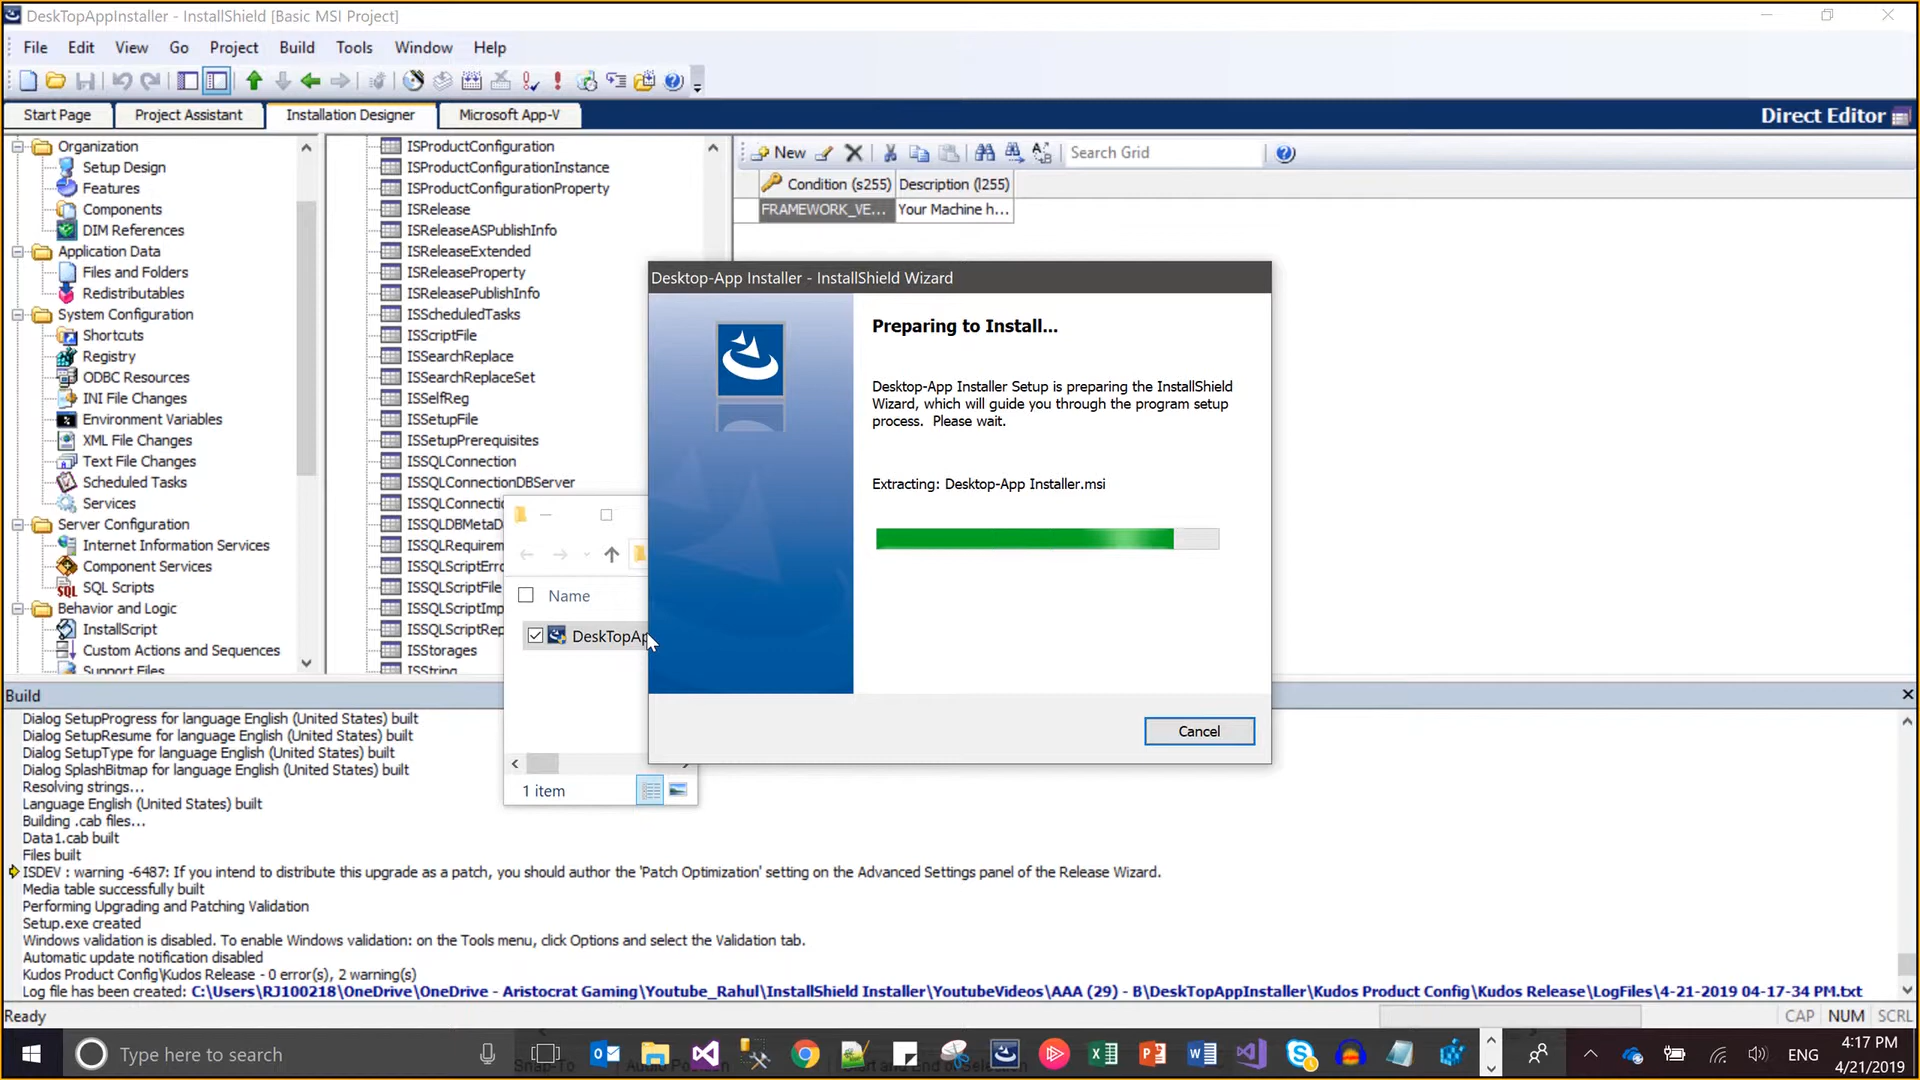 DeskTopAppInstaller - InstallShield [Basic MSI Project]
File Edit View Go Project Build Tools Window Help
Start Page Project Assistant Installation Designer Microsoft App-V Direct Editor
Organization
Setup Design
Features
Components
DIM References
Application Data
Files and Folders
Redistributables
System Configuration
Shortcuts
Registry
ODBC Resources
INI File Changes
Environment Variables
XML File Changes
Text File Changes
Scheduled Tasks
Services
Server Configuration
Internet Information Services
Component Services
SQL Scripts
Behavior and Logic
InstallScript
Custom Actions and Sequences
Support Files
ISProductConfiguration
ISProductConfigurationInstance
ISProductConfigurationProperty
ISRelease
ISReleaseASPublishInfo
ISReleaseExtended
ISReleaseProperty
ISReleasePublishInfo
ISScheduledTasks
ISScriptFile
ISSearchReplace
ISSearchReplaceSet
ISSelfReg
ISSetupFile
ISSetupPrerequisites
ISSQLConnection
ISSQLConnectionDBServer
ISSQLConnectio
ISSQLDBMetaD
ISSQLRequirem
ISSQLScriptErro
ISSQLScriptFile
ISSQLScriptImp
ISSQLScriptRep
ISStorages
ISString
New Search Grid
Condition (s255) Description (l255)
FRAMEWORK_VE... Your Machine h...
Name
DeskTopAp
1 item
Desktop-App Installer - InstallShield Wizard
Preparing to Install...
Desktop-App Installer Setup is preparing the InstallShield
Wizard, which will guide you through the program setup
process. Please wait.
Extracting: Desktop-App Installer.msi
Cancel
Build
Dialog SetupProgress for language English (United States) built
Dialog SetupResume for language English (United States) built
Dialog SetupType for language English (United States) built
Dialog SplashBitmap for language English (United States) built
Resolving strings...
Language English (United States) built
Building .cab files...
Data1.cab built
Files built
ISDEV : warning -6487: If you intend to distribute this upgrade as a patch, you should author the 'Patch Optimization' setting on the Advanced Settings panel of the Release Wizard.
Media table successfully built
Performing Upgrading and Patching Validation
Setup.exe created
Windows validation is disabled. To enable Windows validation: on the Tools menu, click Options and select the Validation tab.
Automatic update notification disabled
Kudos Product Config\Kudos Release - 0 error(s), 2 warning(s)
Log file has been created: C:\Users\RJ100218\OneDrive\OneDrive - Aristocrat Gaming\Youtube_Rahul\InstallShield Installer\YoutubeVideos\AAA (29) - B\DeskTopAppInstaller\Kudos Product Config\Kudos Release\LogFiles\4-21-2019 04-17-34 PM.txt
Ready CAP NUM SCRL
Type here to search
ENG
4:17 PM
4/21/2019